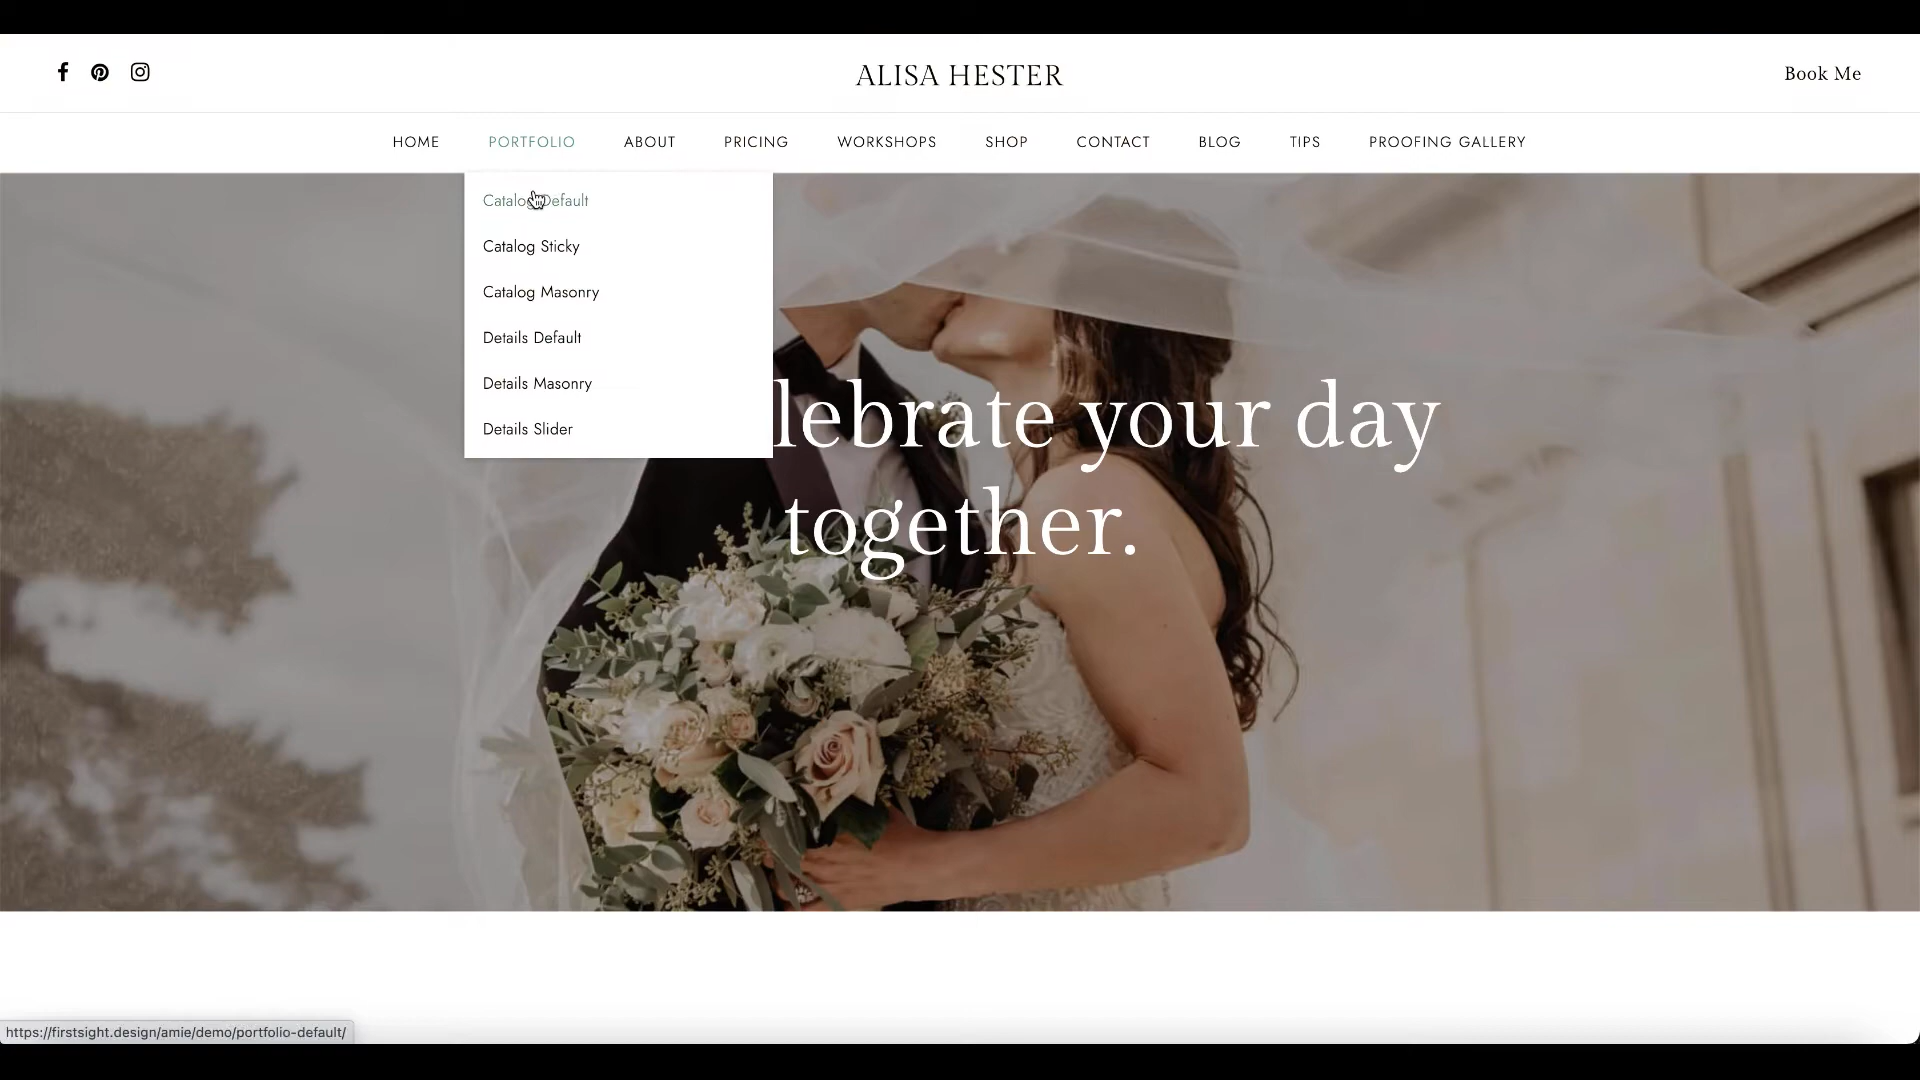 ALISA HESTER
Book Me
HOME PORTFOLIO ABOUT PRICING WORKSHOPS SHOP CONTACT BLOG TIPS PROOFING GALLERY
Catalog Default
Catalog Sticky
Catalog Masonry
Details Default
Details Masonry
Details Slider
lebrate your day
together.
https://firstsight.design/amie/demo/portfolio-default/